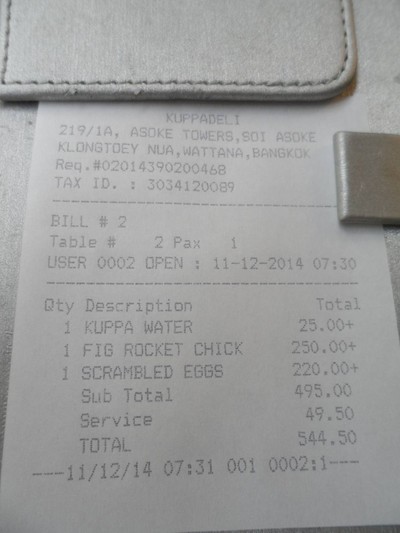 KUPPADELI
219/1A, ASOKE TOWERS,SOI ASOKE
KLONGTOEY NUA,WATTANA,BANGKOK
Reg.#02014390200468
TAX ID. : 3034120089
BILL # 2
Table # 2 Pax 1
USER 0002 OPEN : 11-12-2014 07:30
Qty Description Total
1 KUPPA WATER 25.00+
1 FIG ROCKET CHICK 250.00+
1 SCRAMBLED EGGS 220.00+
Sub Total 495.00
Service 49.50
TOTAL 544.50
---11/12/14 07:31 001 0002:1---